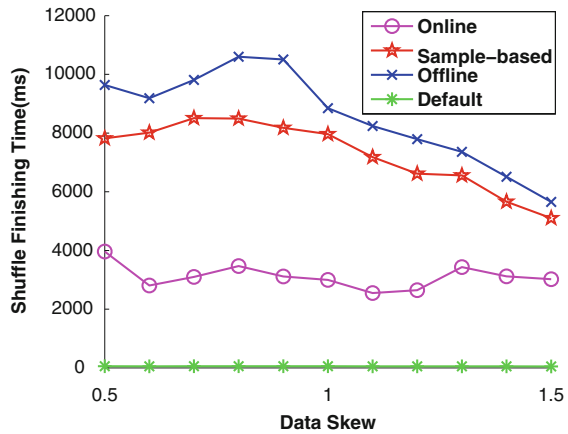 12000
10000
8000
6000
4000
2000
0
Shuffle Finishing Time(ms)
Online
Sample-based
Offline
Default
0.5
1
1.5
Data Skew